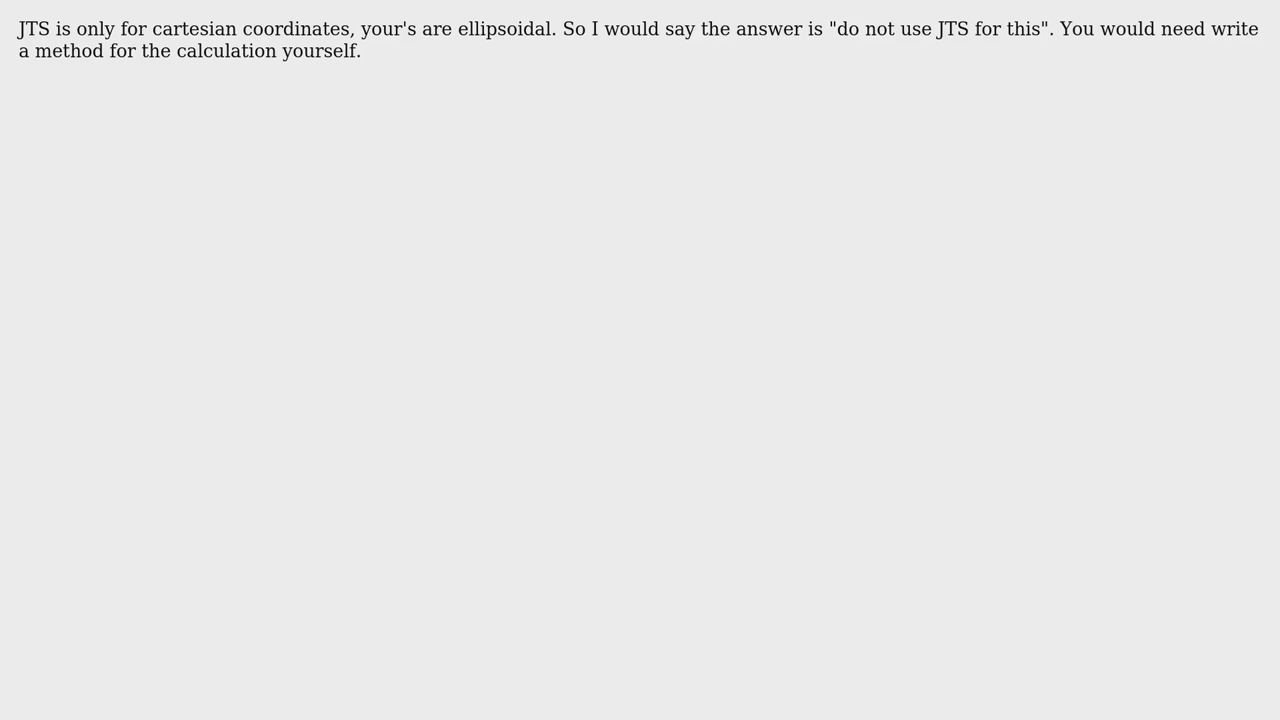 JTS is only for cartesian coordinates, your's are ellipsoidal. So I would say the answer is "do not use JTS for this". You would need write
a method for the calculation yourself.